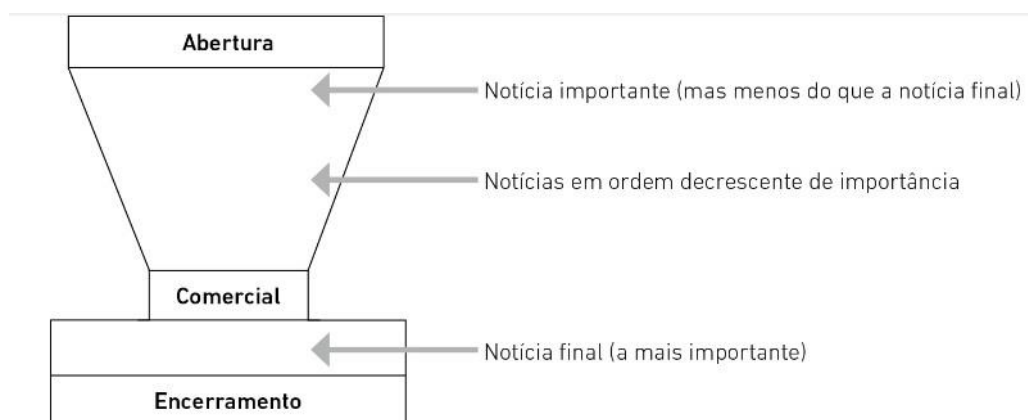 Abertura
Notícia importante (mas menos do que a notícia final)
Notícias em ordem decrescente de importância
Comercial
Notícia final (a mais importante)
Encerramento